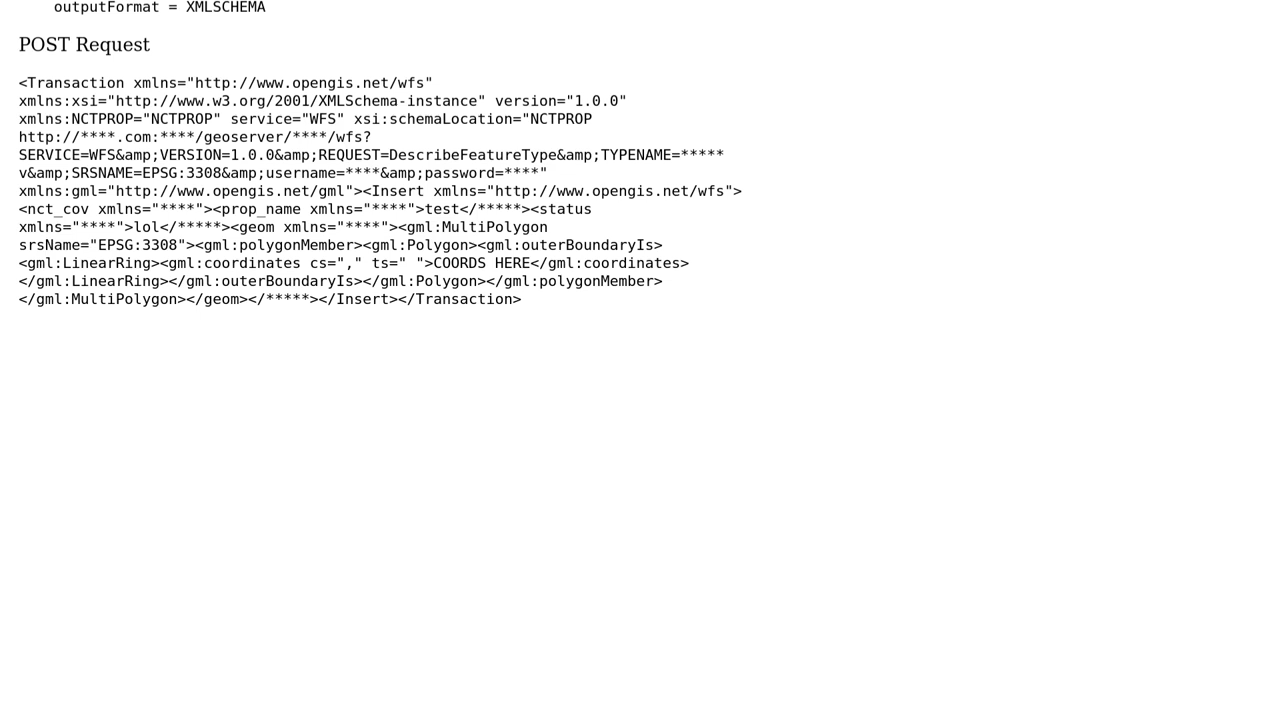 outputFormat = XMLSCHEMA
POST Request
<Transaction xmlns="http://www.opengis.net/wfs"
xmlns:xsi="http://www.w3.org/2001/XMLSchema-instance" version="1.0.0"
xmlns:NCTPROP="NCTPROP" service="WFS" xsi:schemaLocation="NCTPROP
http://****.com:****/geoserver/****/wfs?
SERVICE=WFS&amp;VERSION=1.0.0&amp;REQUEST=DescribeFeatureType&amp;TYPENAME=*****
v&amp;SRSNAME=EPSG:3308&amp;username=****&amp;password=****"
xmlns:gml="http://www.opengis.net/gml"><Insert xmlns="http://www.opengis.net/wfs">
<nct_cov xmlns="****"><prop_name xmlns="****">test</*****><status
xmlns="****">lol</*****><geom xmlns="****"><gml:MultiPolygon
srsName="EPSG:3308"><gml:polygonMember><gml:Polygon><gml:outerBoundaryIs>
<gml:LinearRing><gml:coordinates cs="," ts=" ">COORDS HERE</gml:coordinates>
</gml:LinearRing></gml:outerBoundaryIs></gml:Polygon></gml:polygonMember>
</gml:MultiPolygon></geom></*****></Insert></Transaction>